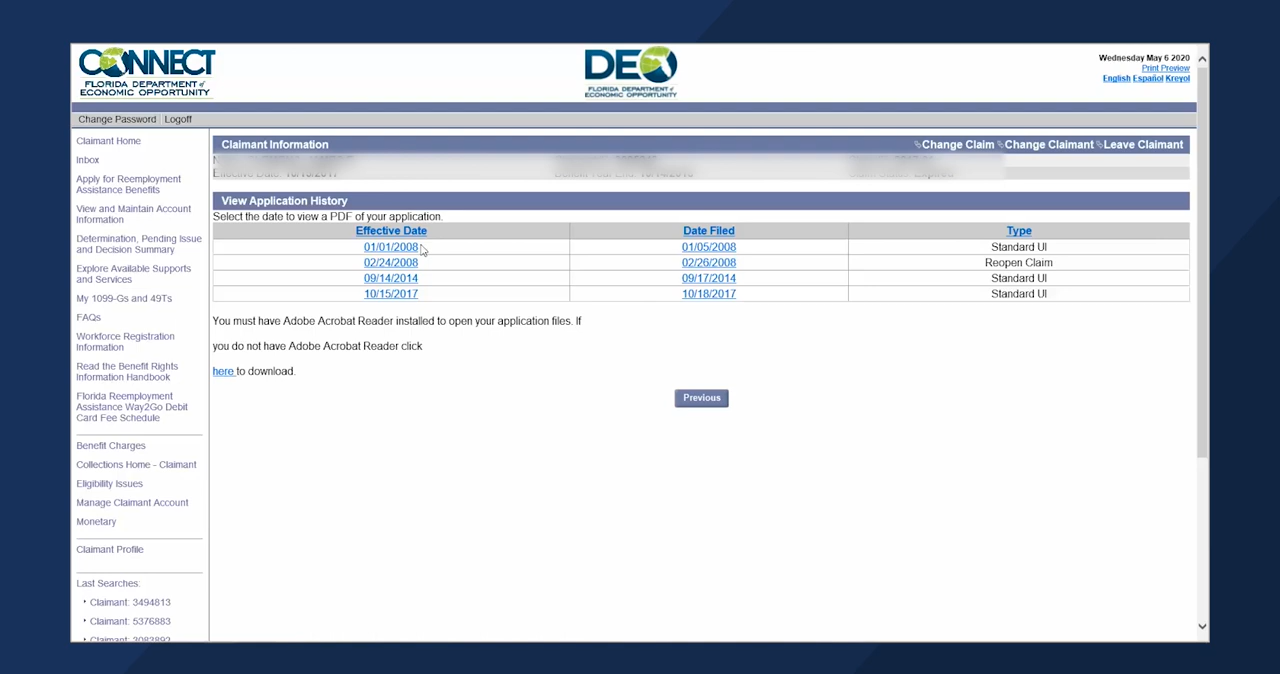 CONNECT
FLORIDA DEPARTMENT of
ECONOMIC OPPORTUNITY
DEO
FLORIDA DEPARTMENT of
ECONOMIC OPPORTUNITY
Wednesday May 6 2020
Print Preview
English Español Kreyol
Change Password Logoff
Claimant Home
Inbox
Apply for Reemployment
Assistance Benefits
View and Maintain Account
Information
Determination, Pending Issue
and Decision Summary
Explore Available Supports
and Services
My 1099-Gs and 49Ts
FAQs
Workforce Registration
Information
Read the Benefit Rights
Information Handbook
Florida Reemployment
Assistance Way2Go Debit
Card Fee Schedule
Benefit Charges
Collections Home - Claimant
Eligibility Issues
Manage Claimant Account
Monetary
Claimant Profile
Last Searches:
Claimant: 3494813
Claimant: 5376883
Claimant: 3083892
Claimant Information Change Claim Change Claimant Leave Claimant
View Application History
Select the date to view a PDF of your application.
Effective Date Date Filed Type
01/01/2008 01/05/2008 Standard UI
02/24/2008 02/26/2008 Reopen Claim
09/14/2014 09/17/2014 Standard UI
10/15/2017 10/18/2017 Standard UI
You must have Adobe Acrobat Reader installed to open your application files. If
you do not have Adobe Acrobat Reader click
here to download.
Previous